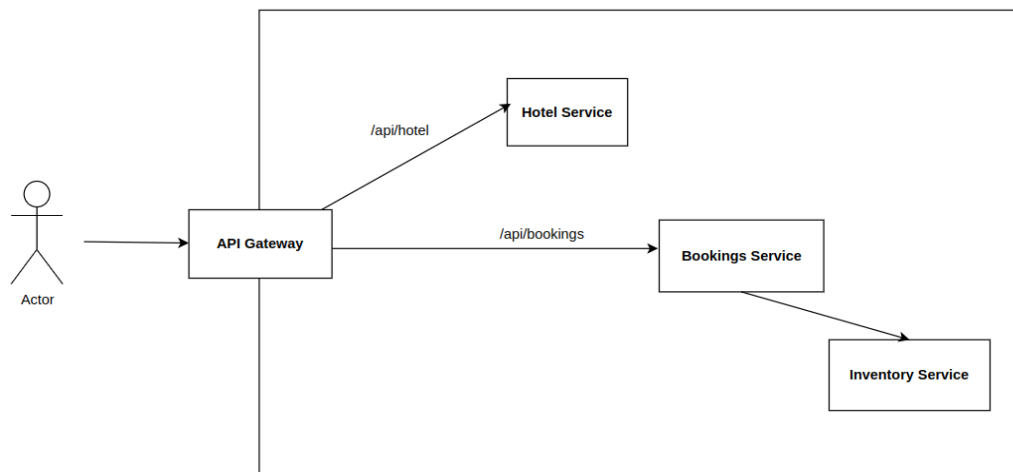 Hotel Service
/api/hotel
/api/bookings
API Gateway
Bookings Service
Actor
Inventory Service